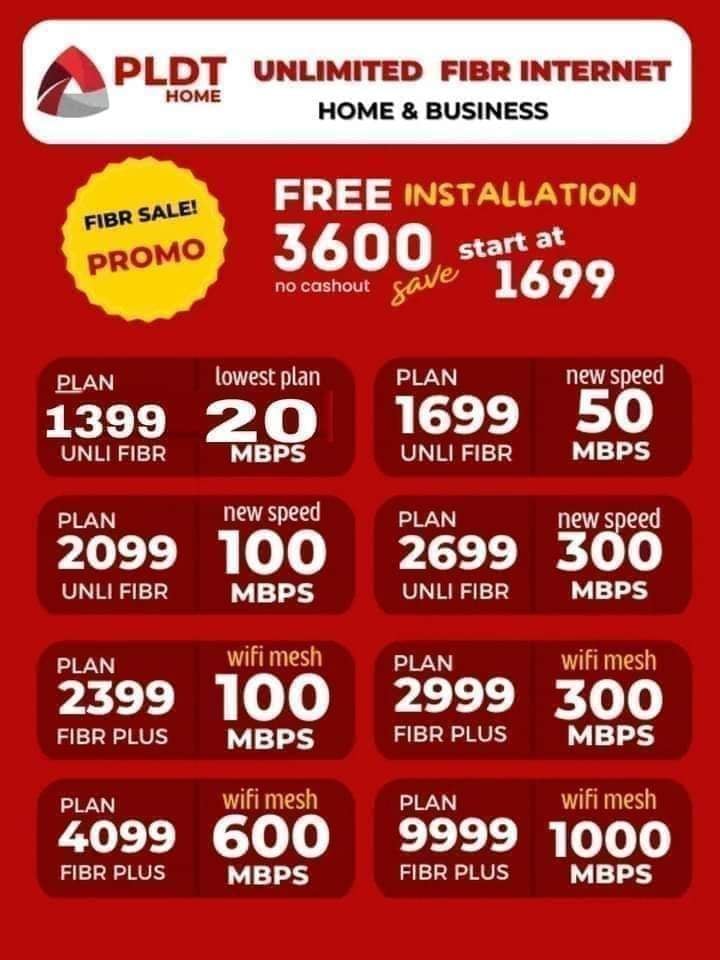 PLDT
HOME
UNLIMITED FIBR INTERNET
HOME & BUSINESS
FIBR SALE!
PROMO
FREE INSTALLATION
3600
no cashout
save
start at
1699
PLAN
1399
UNLI FIBR
lowest plan
20
MBPS
PLAN
1699
UNLI FIBR
new speed
50
MBPS
PLAN
2099
UNLI FIBR
new speed
100
MBPS
PLAN
2699
UNLI FIBR
new speed
300
MBPS
PLAN
2399
FIBR PLUS
wifi mesh
100
MBPS
PLAN
2999
FIBR PLUS
wifi mesh
300
MBPS
PLAN
4099
FIBR PLUS
wifi mesh
600
MBPS
PLAN
9999
FIBR PLUS
wifi mesh
1000
MBPS